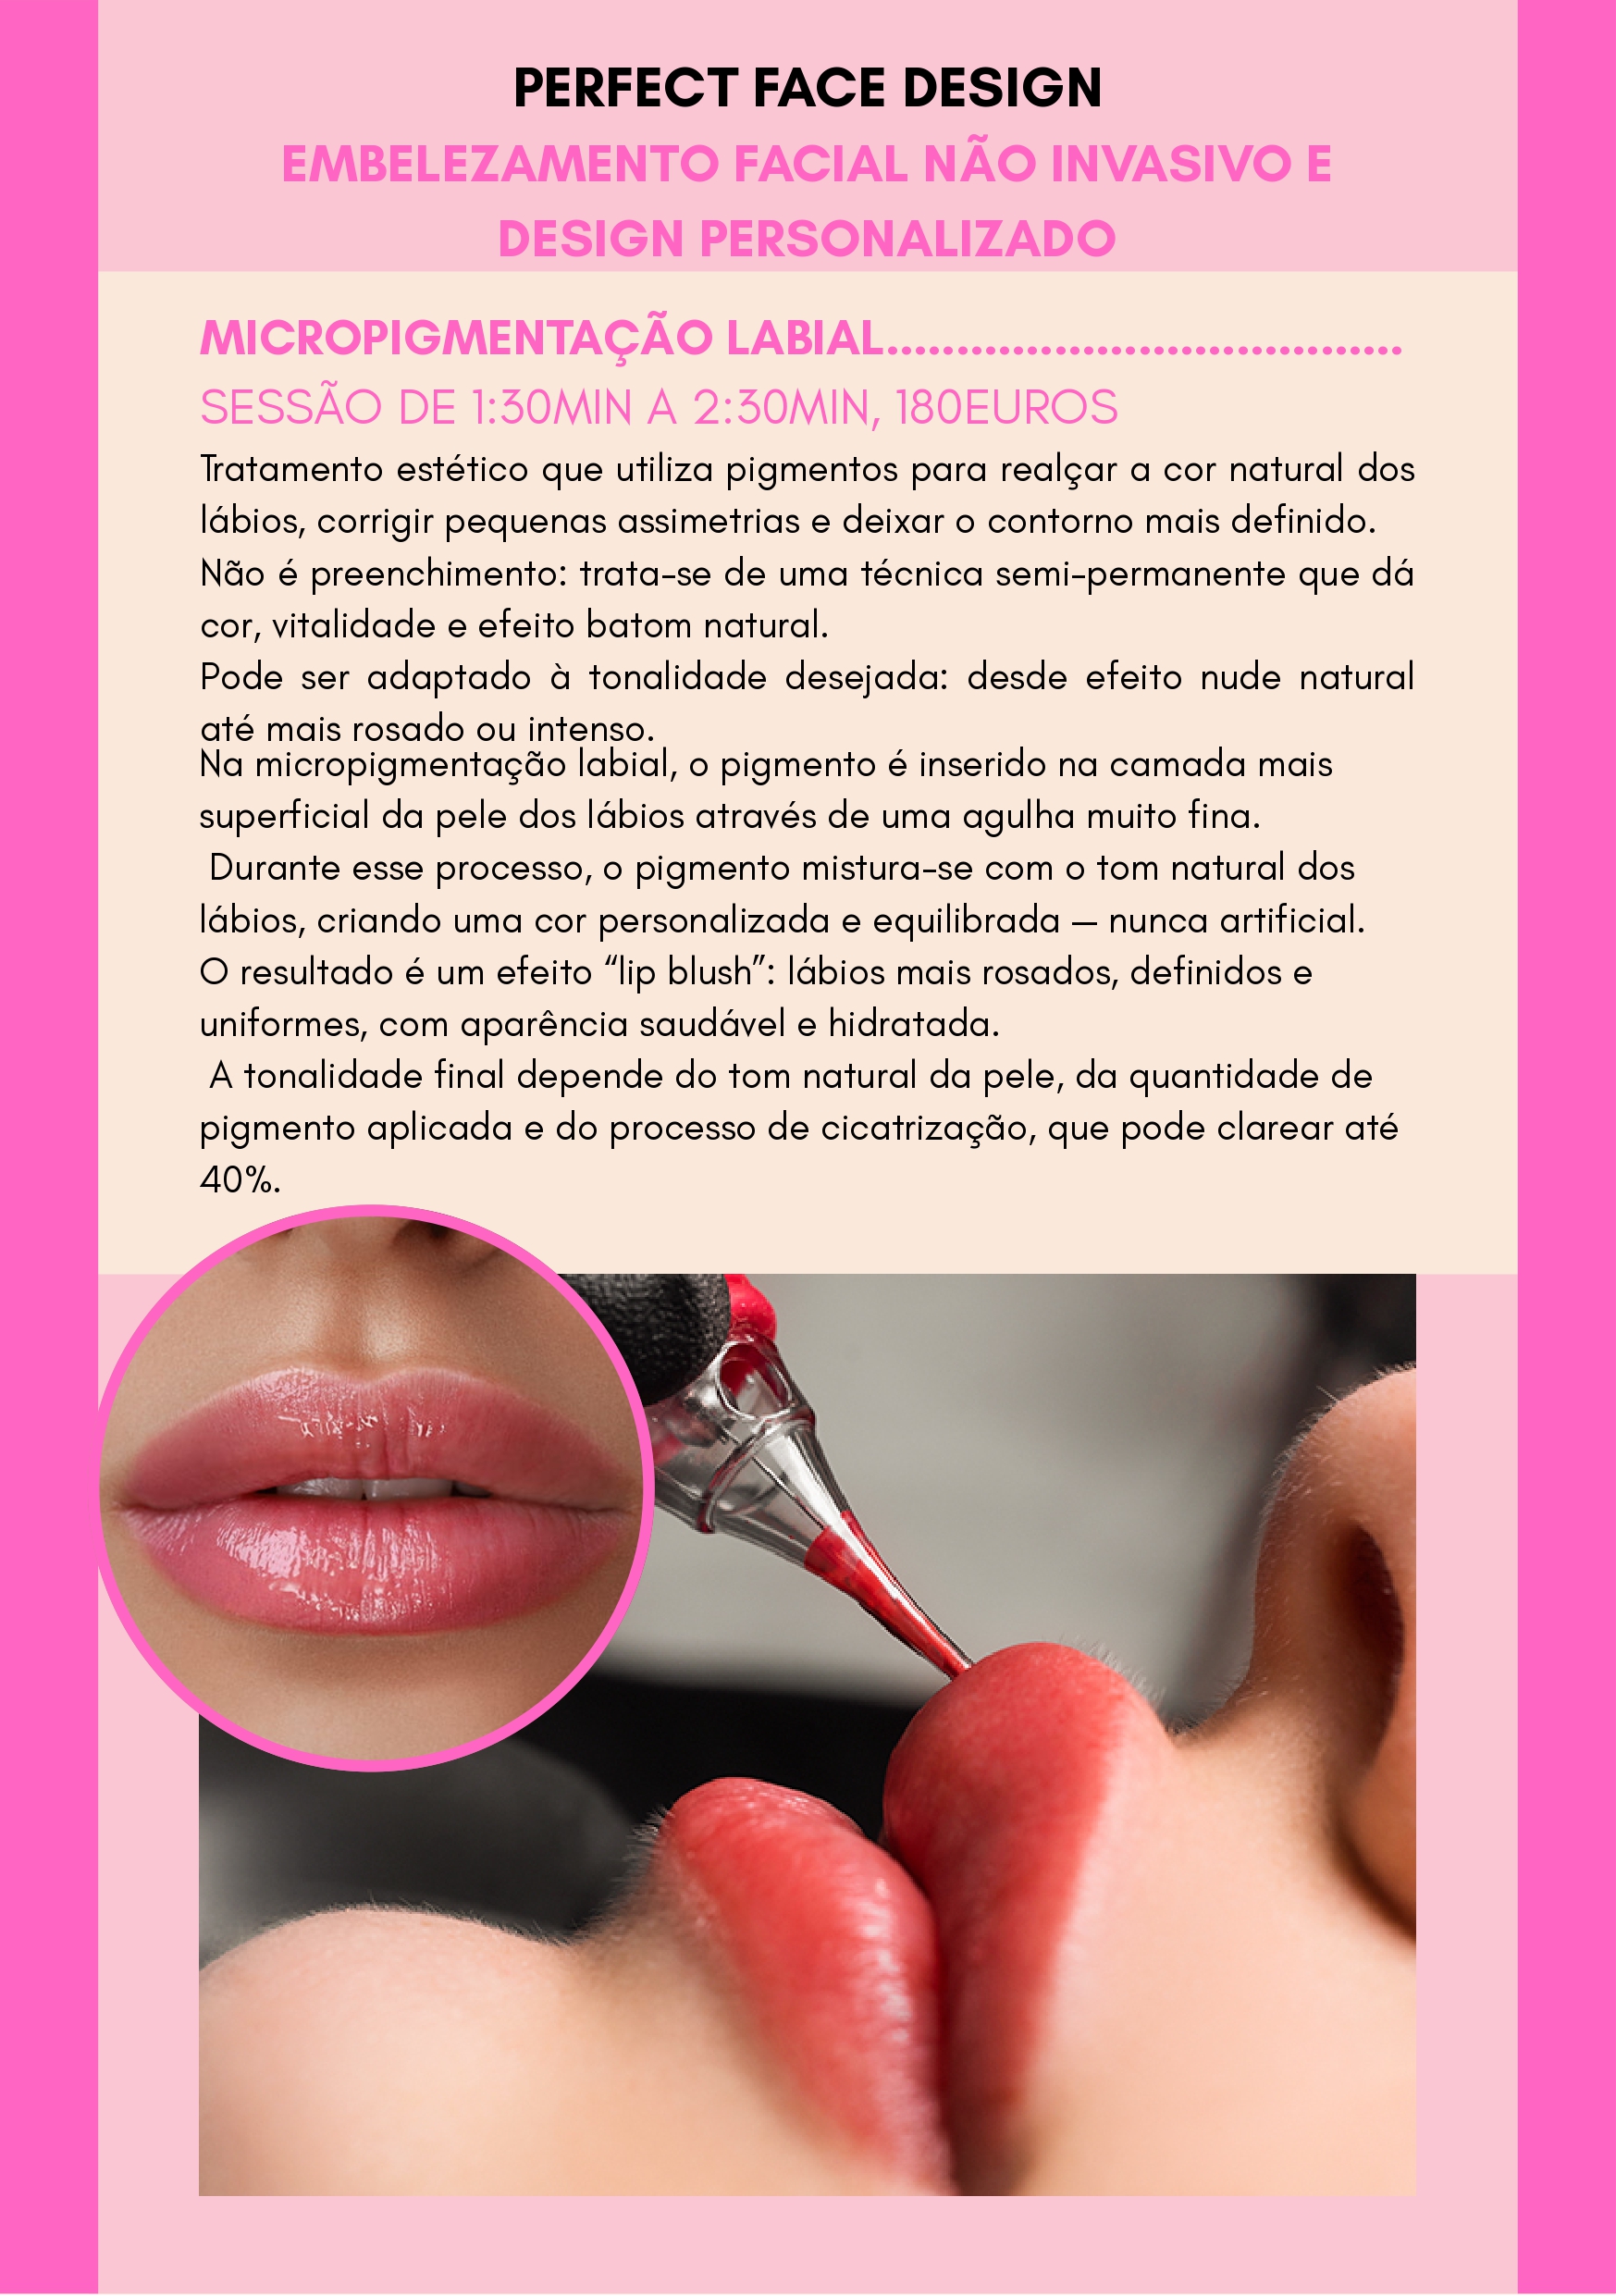 PERFECT FACE DESIGN
EMBELEZAMENTO FACIAL NÃO INVASIVO E
DESIGN PERSONALIZADO
MICROPIGMENTAÇÃO LABIAL.....................................
SESSÃO DE 1:30MIN A 2:30MIN, 180EUROS
Tratamento estético que utiliza pigmentos para realçar a cor natural dos
lábios, corrigir pequenas assimetrias e deixar o contorno mais definido.
Não é preenchimento: trata-se de uma técnica semi-permanente que dá
cor, vitalidade e efeito batom natural.
Pode ser adaptado à tonalidade desejada: desde efeito nude natural
até mais rosado ou intenso.
Na micropigmentação labial, o pigmento é inserido na camada mais
superficial da pele dos lábios através de uma agulha muito fina.
Durante esse processo, o pigmento mistura-se com o tom natural dos
lábios, criando uma cor personalizada e equilibrada — nunca artificial.
O resultado é um efeito “lip blush”: lábios mais rosados, definidos e
uniformes, com aparência saudável e hidratada.
A tonalidade final depende do tom natural da pele, da quantidade de
pigmento aplicada e do processo de cicatrização, que pode clarear até
40%.